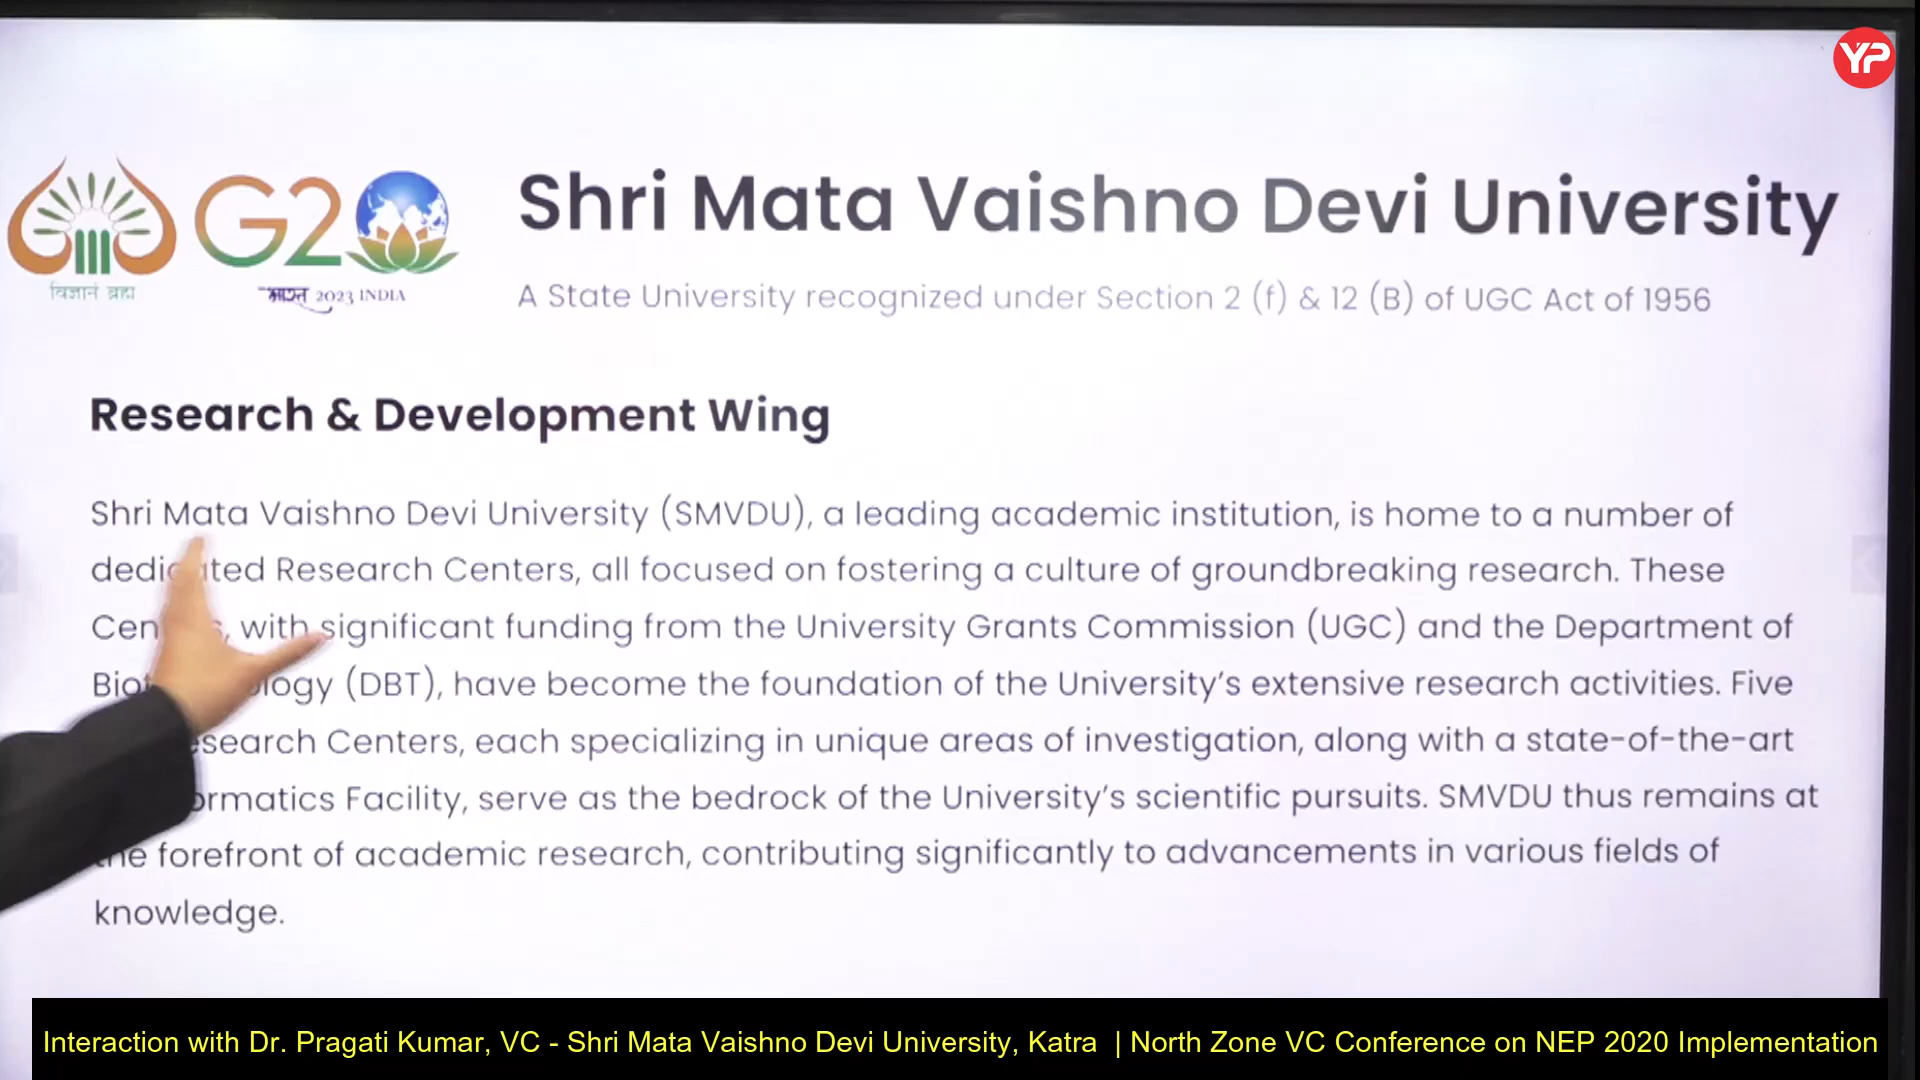 YP
G20
Shri Mata Vaishno Devi University
विज्ञानं ब्रह्म
भारत 2023 INDIA
A State University recognized under Section 2 (f) & 12 (B) of UGC Act of 1956
Research & Development Wing
Shri Mata Vaishno Devi University (SMVDU), a leading academic institution, is home to a number of
Research Centers, all focused on fostering a culture of groundbreaking research. These
with significant funding from the University Grants Commission (UGC) and the Department of
(DBT), have become the foundation of the University’s extensive research activities. Five
Centers, each specializing in unique areas of investigation, along with a state-of-the-art
Facility, serve as the bedrock of the University’s scientific pursuits. SMVDU thus remains at
the forefront of academic research, contributing significantly to advancements in various fields of
knowledge.
Interaction with Dr. Pragati Kumar, VC - Shri Mata Vaishno Devi University, Katra | North Zone VC Conference on NEP 2020 Implementation